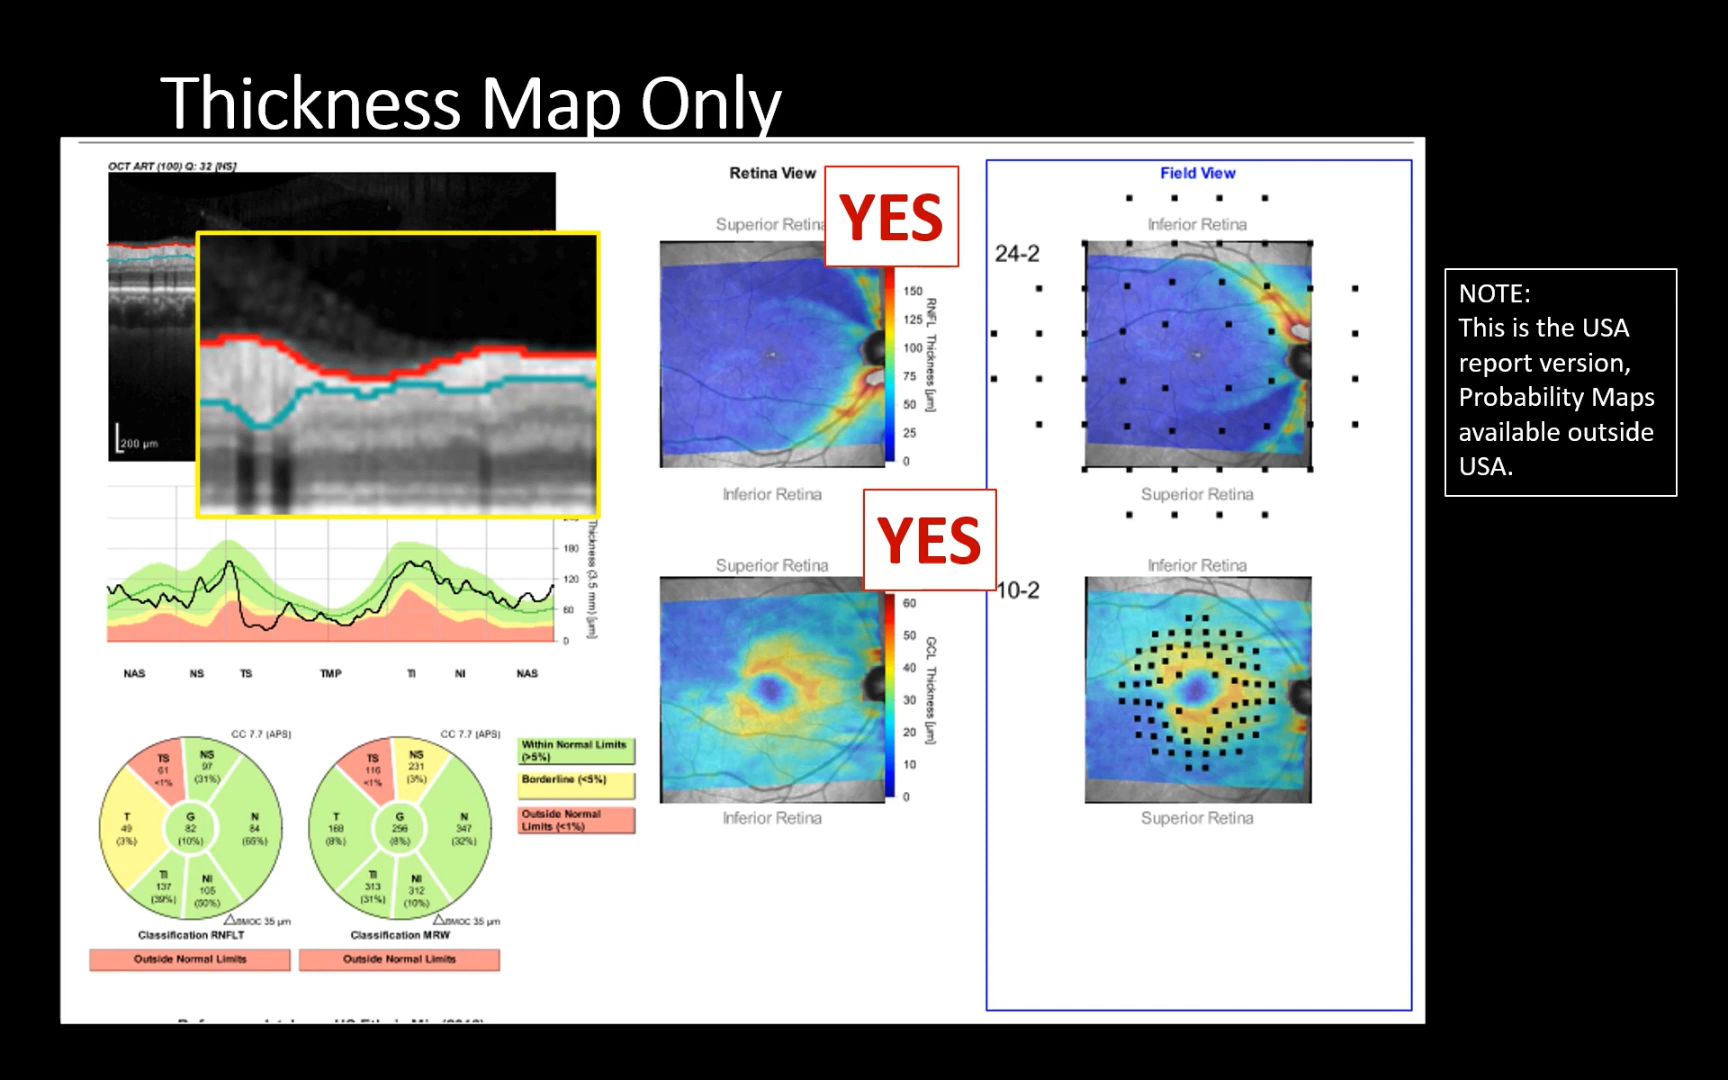 Thickness Map Only
OCT ART (100) Q: 32 [HS]
200 µm
Retina View
YES
Superior Retina
150
125
100
75
50
25
0
RNFL Thickness [µm]
Inferior Retina
Field View
Inferior Retina
24-2
Superior Retina
NOTE:
This is the USA
report version,
Probability Maps
available outside
USA.
YES
Superior Retina
60
50
40
30
20
10
0
GCL Thickness [µm]
Inferior Retina
Inferior Retina
10-2
Superior Retina
180
120
60
0
Thickness (3.5 mm) [µm]
NAS NS TS TMP TI NI NAS
CC 7.7 (APS)
TS
61
<1%
NS
97
(31%)
T
49
(3%)
G
82
(10%)
N
84
(65%)
TI
137
(39%)
NI
105
(50%)
BMOC 35 µm
Classification RNFLT
Outside Normal Limits
CC 7.7 (APS)
TS
116
<1%
NS
231
(3%)
T
168
(8%)
G
256
(8%)
N
347
(32%)
TI
313
(31%)
NI
312
(10%)
BMOC 35 µm
Classification MRW
Outside Normal Limits
Within Normal Limits
(>5%)
Borderline (<5%)
Outside Normal
Limits (<1%)